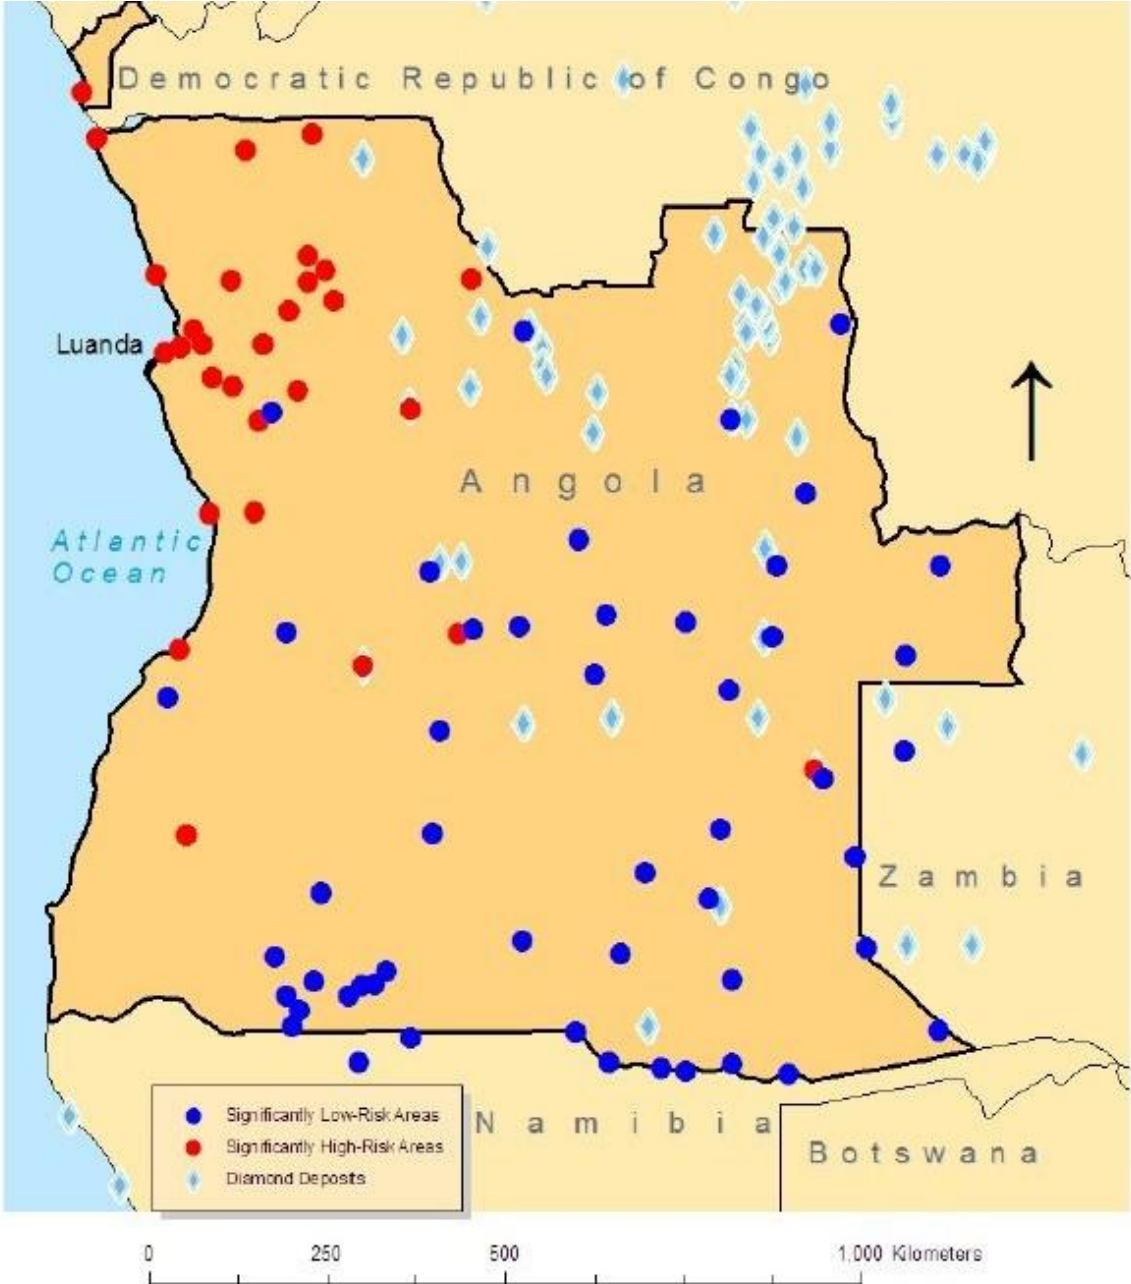 Democratic Republic of Congo
Luanda
Angola
Atlantic
Ocean
Zambia
Significantly Low-Risk Areas
Significantly High-Risk Areas
Diamond Deposits
Namibia
Botswana
0 250 500 1,000 Kilometers